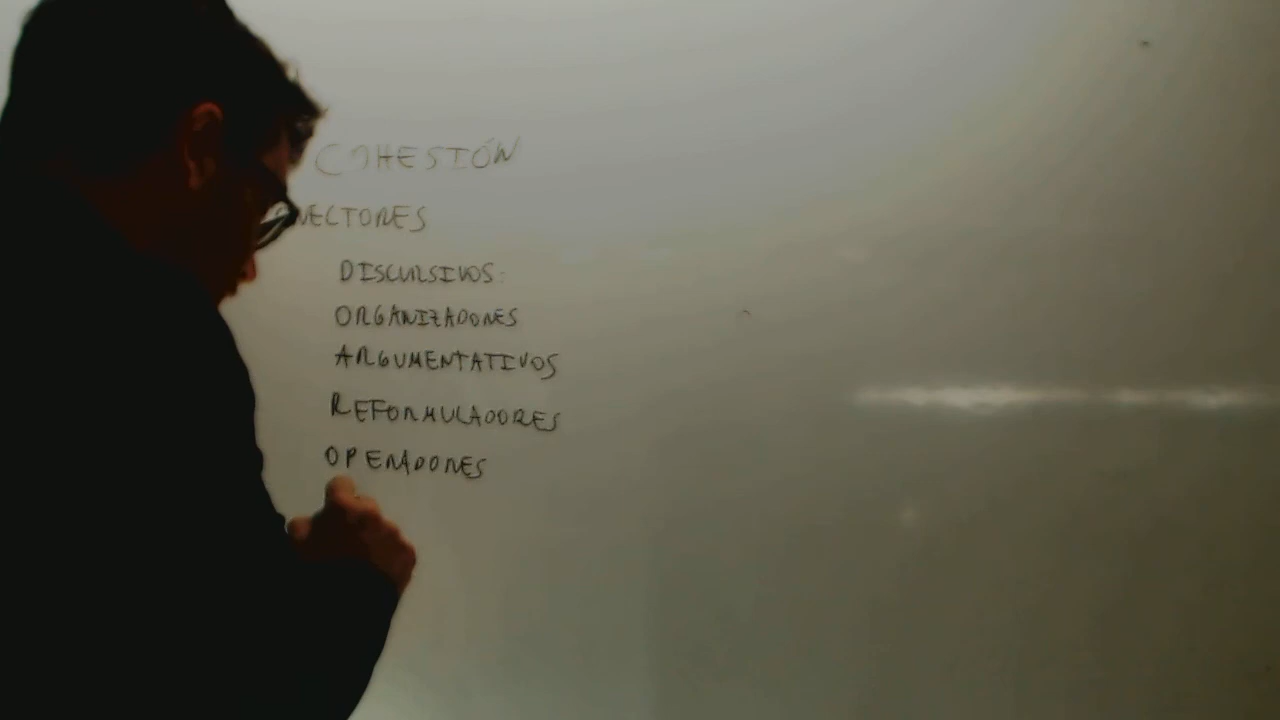 COHESIÓN
NECTORES
DISCURSIVOS
ORGANIZADORES
ARGUMENTATIVOS
REFORMULADORES
OPERADORES